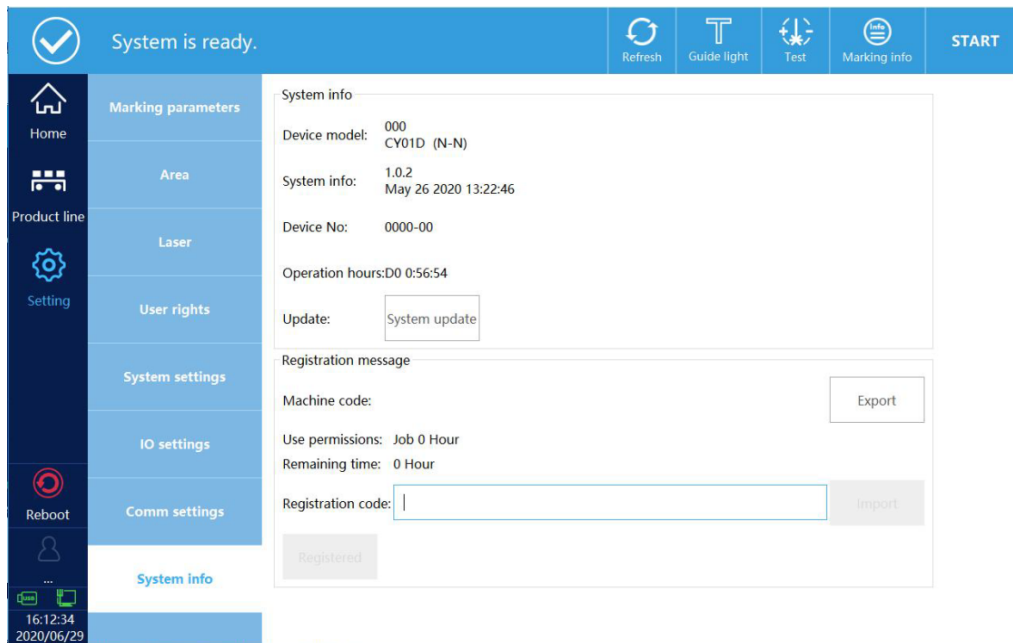 System is ready.
Refresh
Guide light
Test
Info
Marking info
START
Home
Product line
Setting
Reboot
...
USB
16:12:34
2020/06/29
Marking parameters
Area
Laser
User rights
System settings
IO settings
Comm settings
System info
System info
Device model: 000
CY01D (N-N)
System info: 1.0.2
May 26 2020 13:22:46
Device No: 0000-00
Operation hours:D0 0:56:54
Update: System update
Registration message
Machine code: Export
Use permissions: Job 0 Hour
Remaining time: 0 Hour
Registration code: Import
Registered